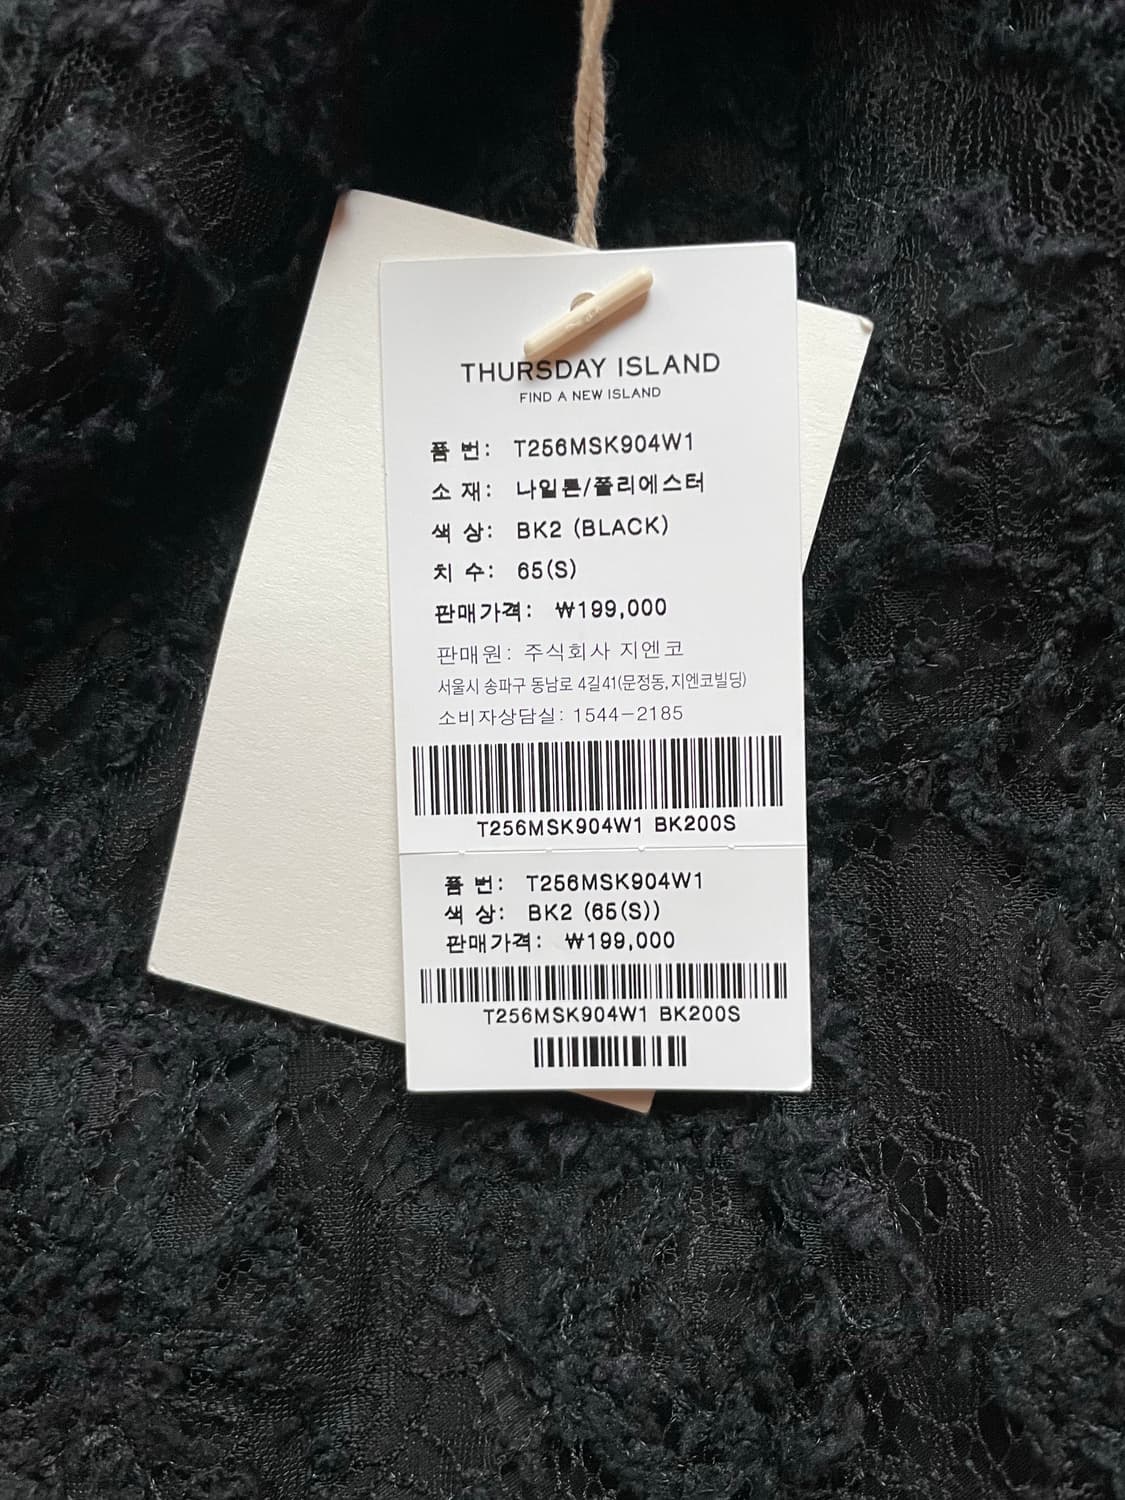 THURSDAY ISLAND
FIND A NEW ISLAND
품 번: T256MSK904W1
소 재: 나일론/폴리에스터
색 상: BK2 (BLACK)
치 수: 65(S)
판매가격: ₩199,000
판매원: 주식회사 지엔코
서울시 송파구 동남로 4길41(문정동,지엔코빌딩)
소비자상담실: 1544-2185
T256MSK904W1 BK200S
품 번: T256MSK904W1
색 상: BK2 (65(S))
판매가격: ₩199,000
T256MSK904W1 BK200S